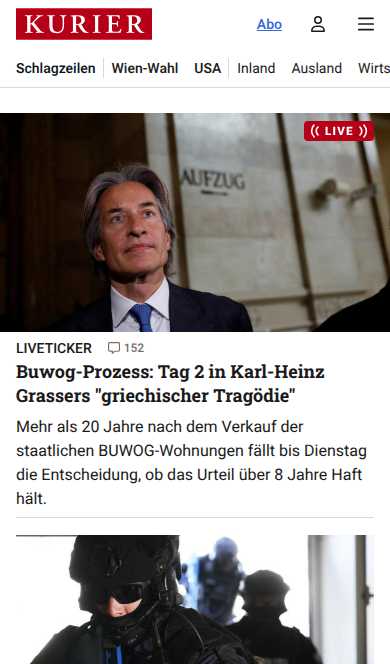 KURIER
Abo
Schlagzeilen Wien-Wahl USA Inland Ausland Wirts
LIVE
AUFZUG
LIVETICKER 152
Buwog-Prozess: Tag 2 in Karl-Heinz
Grassers "griechischer Tragödie"
Mehr als 20 Jahre nach dem Verkauf der
staatlichen BUWOG-Wohnungen fällt bis Dienstag
die Entscheidung, ob das Urteil über 8 Jahre Haft
hält.